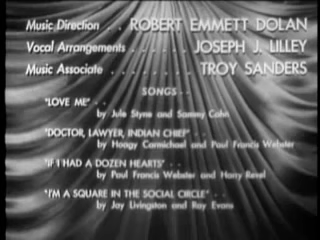 Music Direction . . ROBERT EMMETT DOLAN
Vocal Arrangements . . . . . . JOSEPH J. LILLEY
Music Associate . . . . . . . . TROY SANDERS
SONGS - -
"LOVE ME" - -
by Jule Styne and Sammy Cahn
"DOCTOR, LAWYER, INDIAN CHIEF" - -
by Hoagy Carmichael and Paul Francis Webster
"IF I HAD A DOZEN HEARTS" - -
by Paul Francis Webster and Harry Revel
"I'M A SQUARE IN THE SOCIAL CIRCLE" - -
by Jay Livingston and Ray Evans